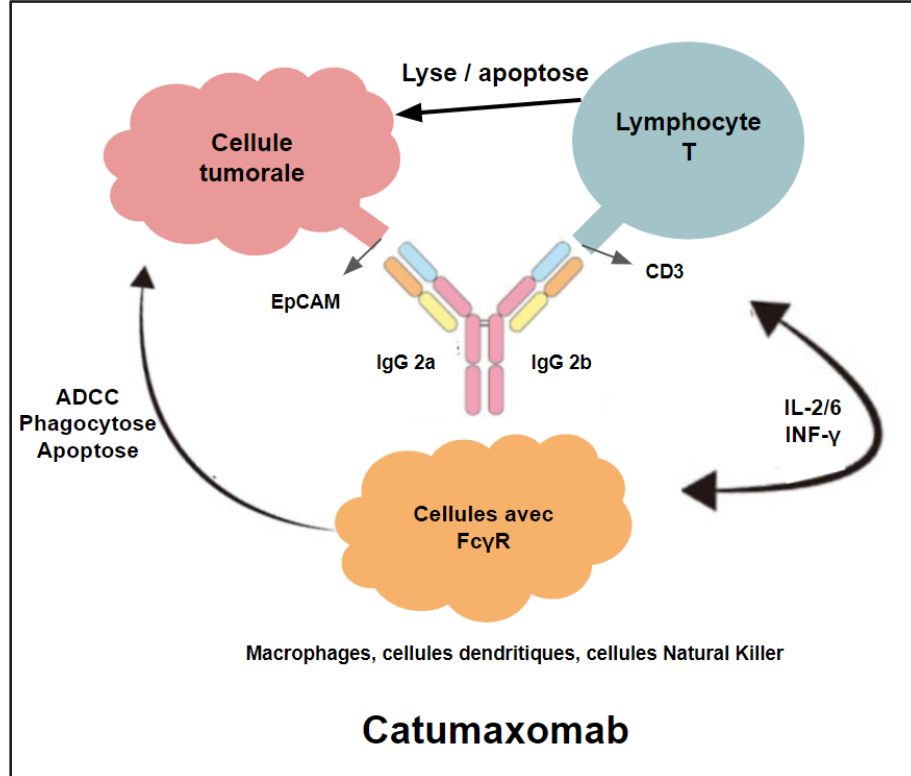 Lyse / apoptose
Cellule
tumorale
Lymphocyte
T
EpCAM
CD3
IgG 2a
IgG 2b
ADCC
Phagocytose
Apoptose
IL-2/6
INF-γ
Cellules avec
FcγR
Macrophages, cellules dendritiques, cellules Natural Killer
Catumaxomab